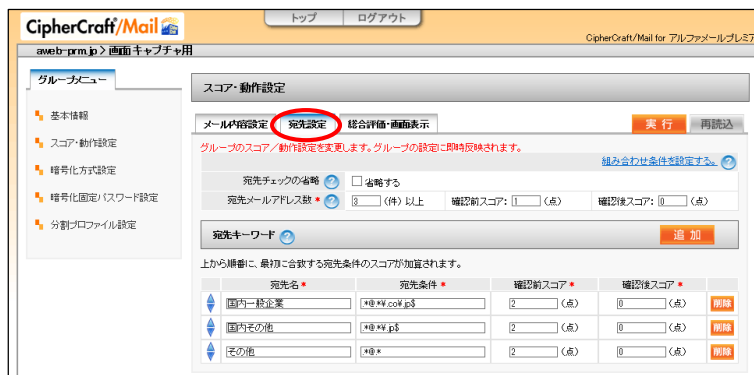 トップ ログアウト
CipherCraft/Mail
CipherCraft/Mail for アルファメールプレミア
aweb-prm.jp > 画面キャプチャ用
グループメニュー
基本情報
スコア・動作設定
暗号化方式設定
暗号化固定パスワード設定
分割プロファイル設定
スコア・動作設定
メール内容設定 宛先設定 総合評価・画面表示 実行 再読込
グループのスコア／動作設定を変更します。グループの設定に即時反映されます。
組み合わせ条件を設定する。 ?
宛先チェックの省略 ? 省略する
宛先メールアドレス数 * ? 3 (件) 以上 確認前スコア: 1 (点) 確認後スコア: 0 (点)
宛先キーワード ? 追加
上から順番に、最初に合致する宛先条件のスコアが加算されます。
宛先名 * 宛先条件 * 確認前スコア * 確認後スコア *
国内一般企業 .*@.*¥.co¥.jp$ 2 (点) 0 (点) 削除
国内その他 .*@.*¥.jp$ 2 (点) 0 (点) 削除
その他 .*@.* 2 (点) 0 (点) 削除